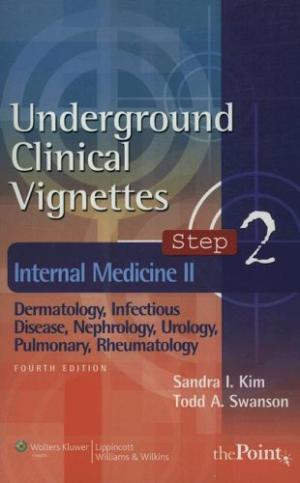 Underground
Clinical
Vignettes
Step 2
Internal Medicine II
Dermatology, Infectious
Disease, Nephrology, Urology,
Pulmonary, Rheumatology
FOURTH EDITION
Sandra I. Kim
Todd A. Swanson
Wolters Kluwer | Lippincott
Williams & Wilkins
thePoint